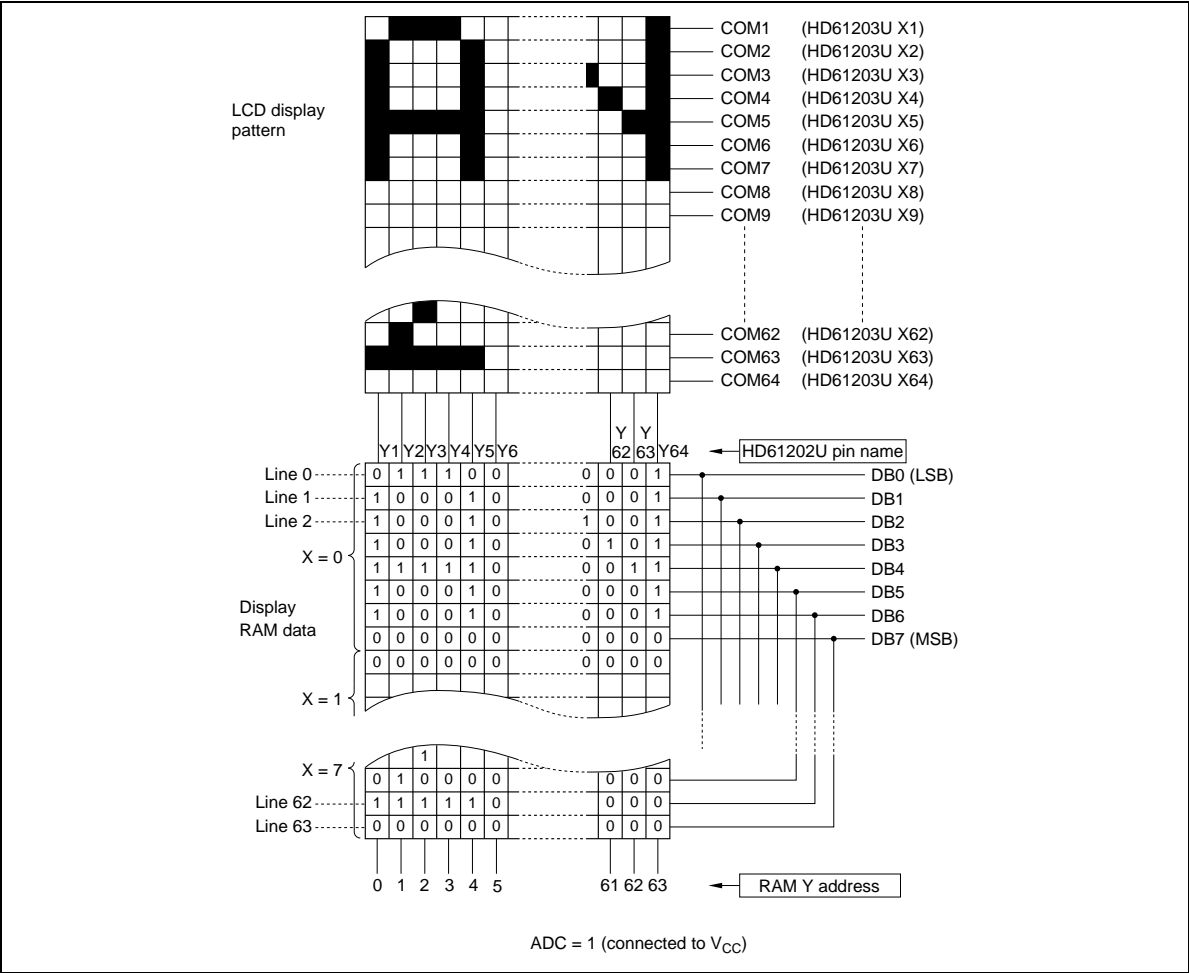 COM1 (HD61203U X1)
COM2 (HD61203U X2)
COM3 (HD61203U X3)
COM4 (HD61203U X4)
LCD display
pattern
COM5 (HD61203U X5)
COM6 (HD61203U X6)
COM7 (HD61203U X7)
COM8 (HD61203U X8)
COM9 (HD61203U X9)
COM62 (HD61203U X62)
COM63 (HD61203U X63)
COM64 (HD61203U X64)
Y1 Y2 Y3 Y4 Y5 Y6 Y62 Y63 Y64 HD61202U pin name
Line 0 0 1 1 1 0 0 0 0 0 1 DB0 (LSB)
Line 1 1 0 0 0 1 0 0 0 0 1 DB1
Line 2 1 0 0 0 1 0 1 0 0 1 DB2
1 0 0 0 1 0 0 1 0 1 DB3
X = 0
1 1 1 1 1 0 0 0 1 1 DB4
1 0 0 0 1 0 0 0 0 1 DB5
1 0 0 0 1 0 0 0 0 1 DB6
Display
RAM data
0 0 0 0 0 0 0 0 0 0 DB7 (MSB)
0 0 0 0 0 0 0 0 0 0
X = 1
1
X = 7
0 1 0 0 0 0 0 0 0
Line 62 1 1 1 1 1 0 0 0 0
Line 63 0 0 0 0 0 0 0 0 0
0 1 2 3 4 5 61 62 63 RAM Y address
ADC = 1 (connected to VCC)